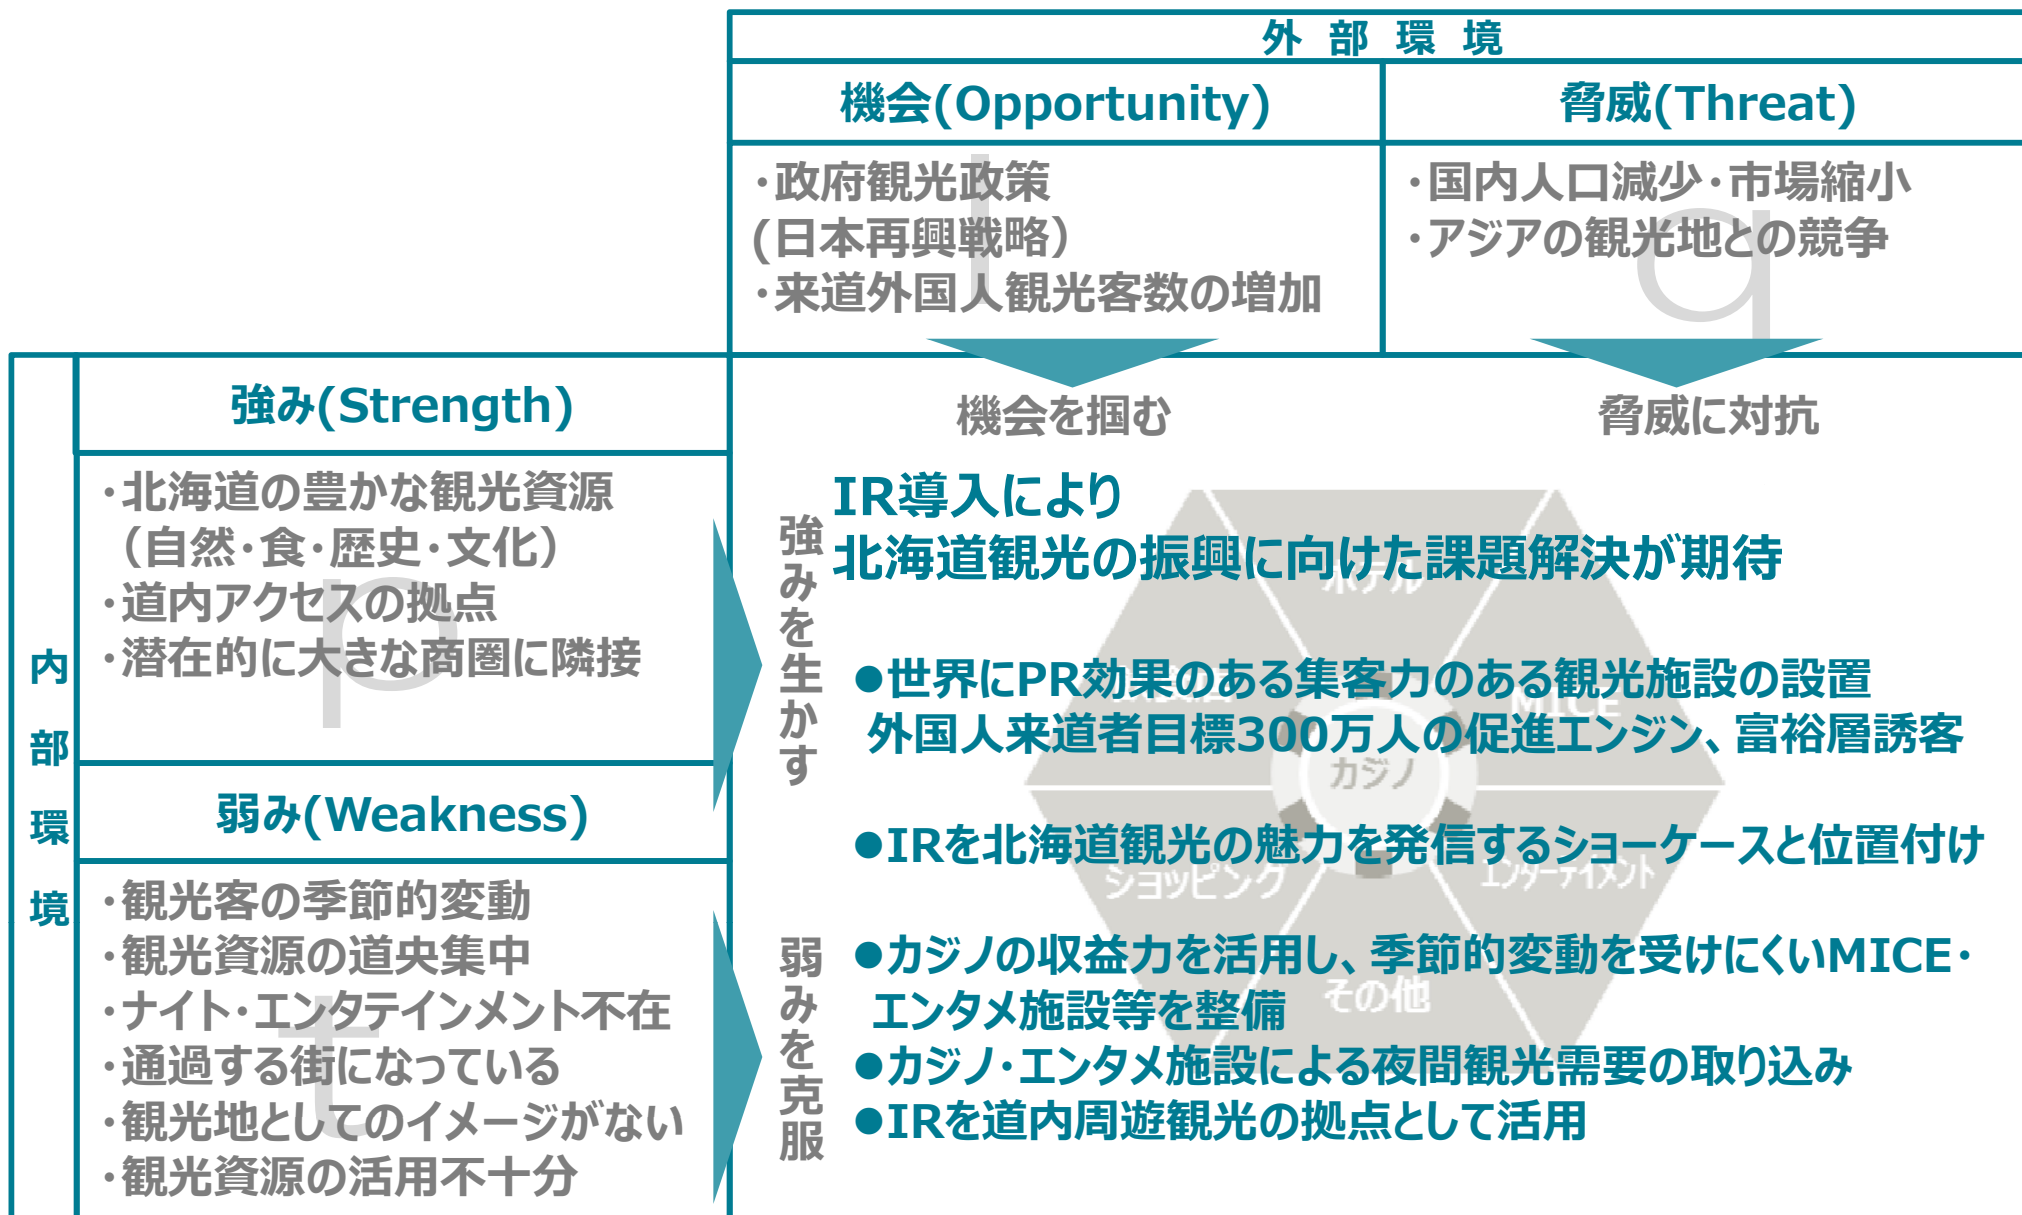 外部環境
機会(Opportunity)
脅威(Threat)
・政府観光政策
(日本再興戦略）
・来道外国人観光客数の増加
l
・国内人口減少・市場縮小
・アジアの観光地との競争
q
内部環境
強み(Strength)
・北海道の豊かな観光資源
（自然・食・歴史・文化）
・道内アクセスの拠点
・潜在的に大きな商圏に隣接
p
弱み(Weakness)
・観光客の季節的変動
・観光資源の道央集中
・ナイト・エンタテインメント不在
・通過する街になっている
・観光地としてのイメージがない
・観光資源の活用不十分
t
機会を掴む
脅威に対抗
強みを生かす
弱みを克服
IR導入により
北海道観光の振興に向けた課題解決が期待
●世界にPR効果のある集客力のある観光施設の設置
外国人来道者目標300万人の促進エンジン、富裕層誘客
●IRを北海道観光の魅力を発信するショーケースと位置付け
●カジノの収益力を活用し、季節的変動を受けにくいMICE・
エンタメ施設等を整備
●カジノ・エンタメ施設による夜間観光需要の取り込み
●IRを道内周遊観光の拠点として活用
ホテル
MICE
カジノ
ショッピング
エンターテイメント
その他